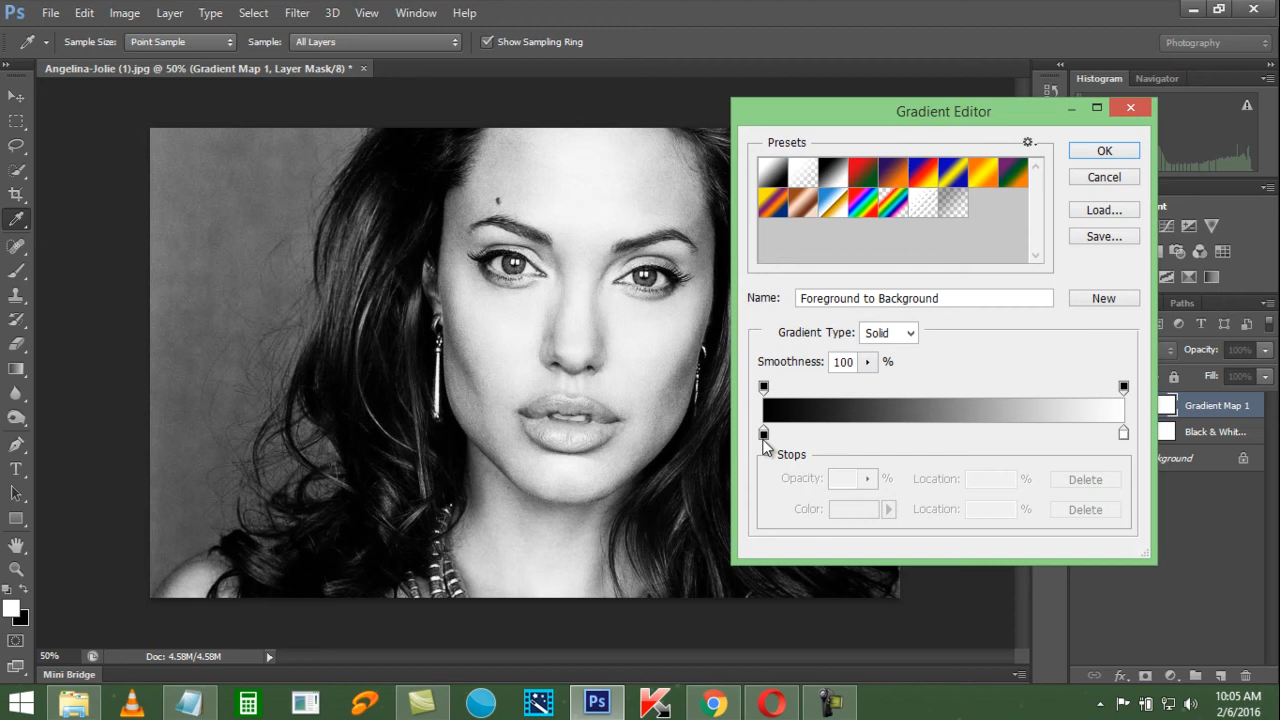 Ps File Edit Image Layer Type Select Filter 3D View Window Help
Sample Size: Point Sample Sample: All Layers Show Sampling Ring Photography
Angelina-Jolie (1).jpg @ 50% (Gradient Map 1, Layer Mask/8) * ×
Histogram Navigator
Gradient Editor
Presets
OK
Cancel
Load...
Save...
Name: Foreground to Background New
Gradient Type: Solid
Smoothness: 100 %
Stops
Opacity: % Location: % Delete
Color: Location: % Delete
Paths
Opacity: 100%
Fill: 100%
Gradient Map 1
Black & Whit...
50% Doc: 4.58M/4.58M
Mini Bridge
Ps
10:05 AM
2/6/2016